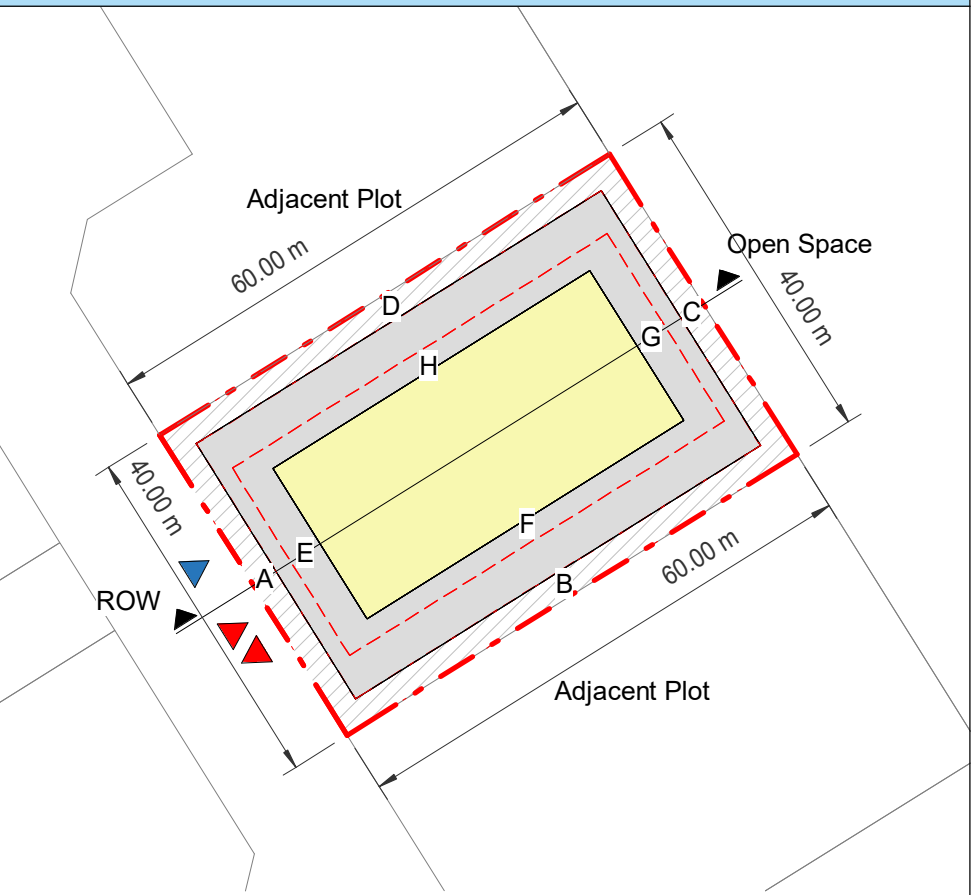 Adjacent Plot
60.00 m
Open Space
40.00 m
D
C
G
H
40.00 m
F
E
A
B
ROW
60.00 m
Adjacent Plot